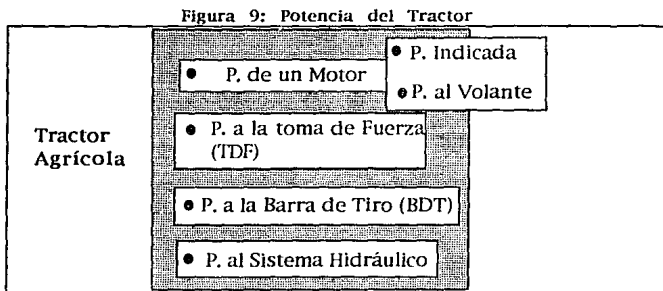 Figura 9: Potencia del Tractor
Tractor
Agrícola
• P. de un Motor
• P. Indicada
• P. al Volante
• P. a la toma de Fuerza
(TDF)
• P. a la Barra de Tiro (BDT)
• P. al Sistema Hidráulico